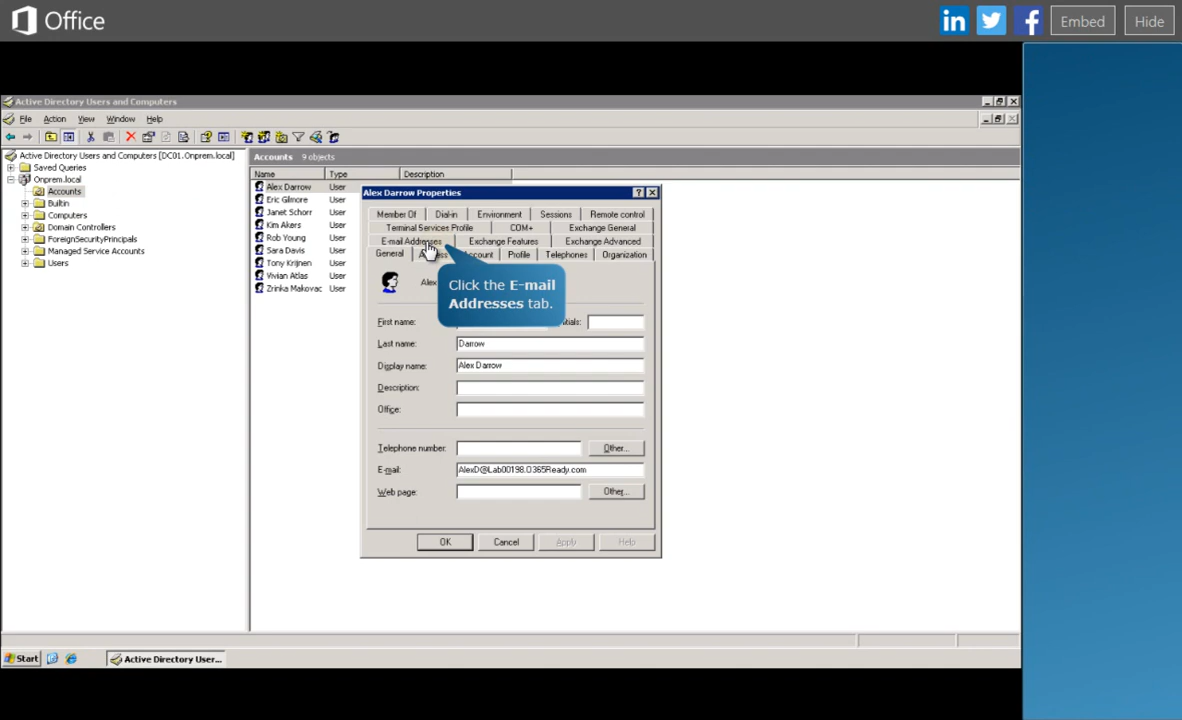 Office
Embed
Hide
Active Directory Users and Computers
File Action View Window Help
Active Directory Users and Computers [DC01.Onprem.local]
Saved Queries
Onprem.local
Accounts
Builtin
Computers
Domain Controllers
ForeignSecurityPrincipals
Managed Service Accounts
Users
Accounts 9 objects
Name Type Description
Alex Darrow User
Eric Gilmore User
Janet Schorr User
Kim Akers User
Rob Young User
Sara Davis User
Tony Krijnen User
Vivian Atlas User
Zrinka Makovac User
Alex Darrow Properties
Member Of Dial-in Environment Sessions Remote control
Terminal Services Profile COM+ Exchange General
E-mail Addresses Exchange Features Exchange Advanced
General Profile Telephones Organization
Alex
Click the E-mail
Addresses tab.
First name:
Last name: Darrow
Display name: Alex Darrow
Description:
Office:
Telephone number: Other...
E-mail: AlexD@Lab00198.O365Ready.com
Web page: Other...
OK Cancel Apply Help
Start
Active Directory User...